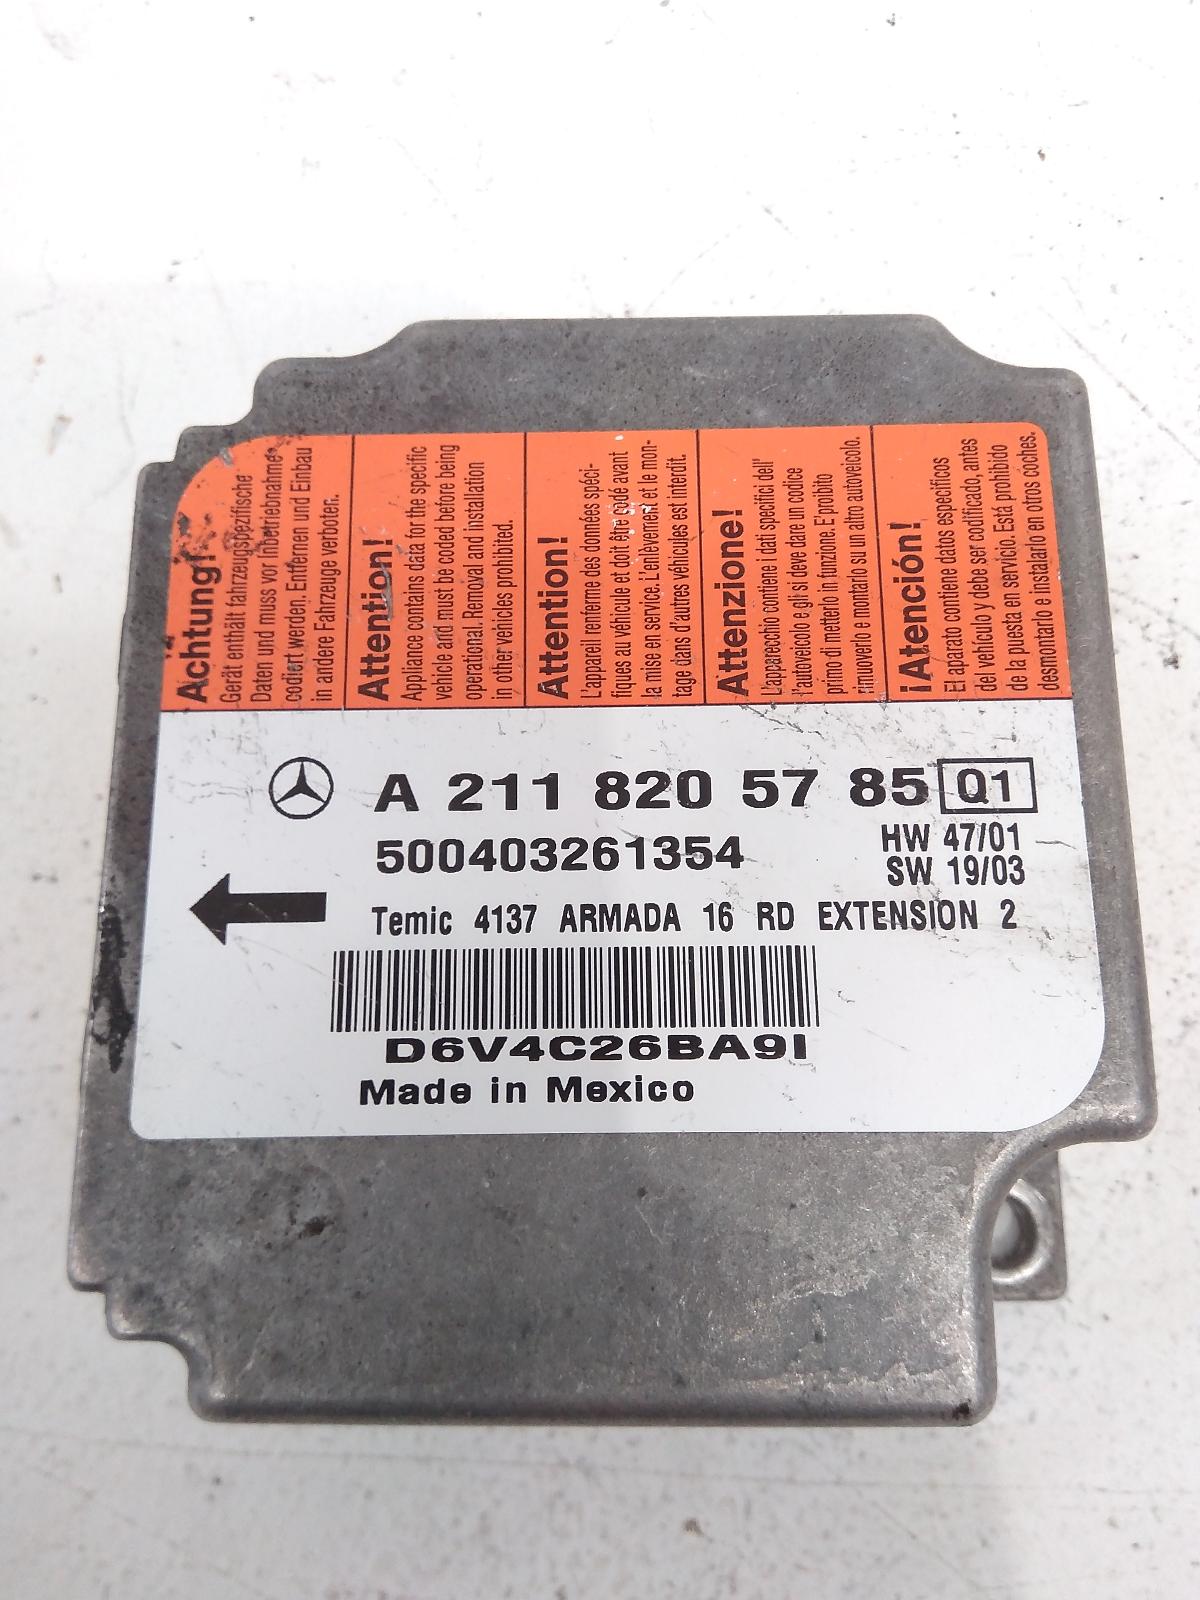 Achtung!
Gerät enthält fahrzeugspezifische
Daten und muss vor Inbetriebnahme
codiert werden. Entfernen und Einbau
in andere Fahrzeuge verboten.
Attention!
Appliance contains data for the specific
vehicle and must be coded before being
operational. Removal and installation
in other vehicles prohibited.
Attention!
L'appareil renferme des données spéci-
fiques au véhicule et doit être codé avant
la mise en service. L'enlèvement et le mon-
tage dans d'autres véhicules est interdit.
Attenzione!
L'apparecchio contiene i dati specifici dell'
autoveicolo e gli si deve dare un codice
primo di metterlo in funzione. E'proibito
rimuoverlo e montarlo su un altro autoveicolo.
¡Atención!
El aparato contiene datos específicos
del vehículo y debe ser codificado, antes
de la puesta en servicio. Está prohibido
desmontarlo e instalarlo en otros coches.
A 211 820 57 85 Q1
500403261354
HW 47/01
SW 19/03
Temic 4137 ARMADA 16 RD EXTENSION 2
D6V4C26BA9I
Made in Mexico